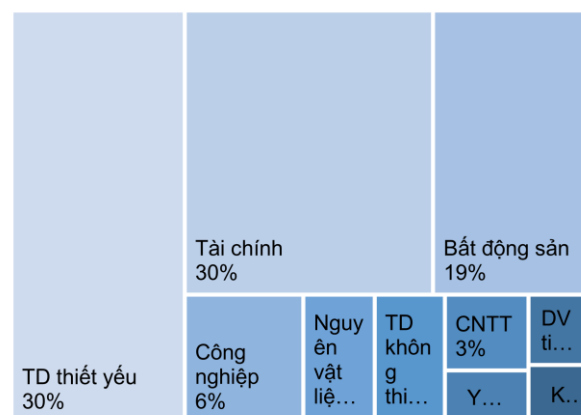 TD thiết yếu
30%
Tài chính
30%
Bất động sản
19%
Công
nghiệp
6%
Nguy
ên
vật
liệ...
TD
khôn
g
thi...
CNTT
3%
Y...
DV
ti...
K...